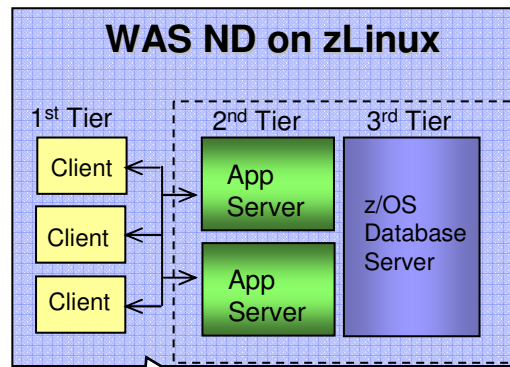 WAS ND on zLinux
1st Tier
2nd Tier
3rd Tier
Client
Client
Client
App
Server
App
Server
z/OS
Database
Server